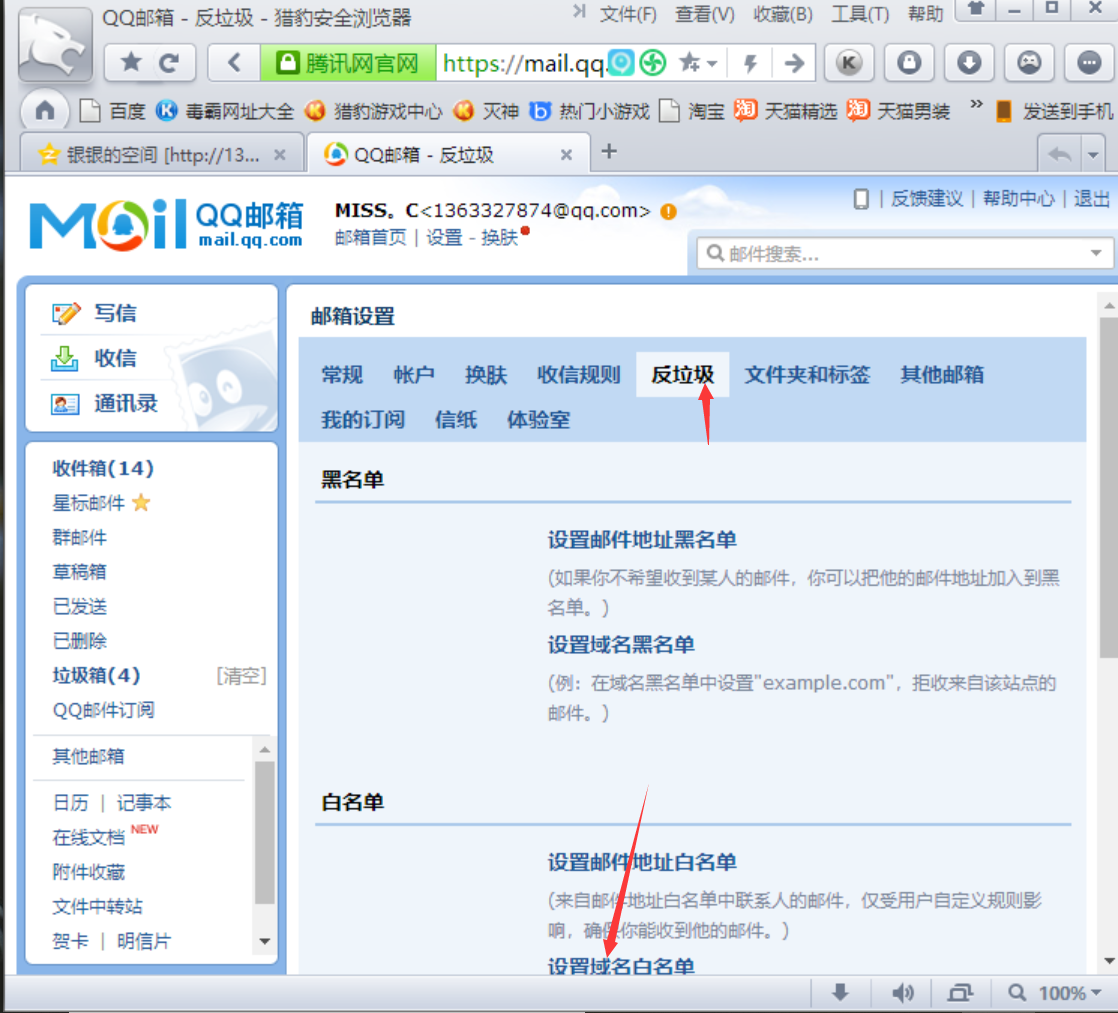 QQ邮箱 - 反垃圾 - 猎豹安全浏览器
文件(F) 查看(V) 收藏(B) 工具(T) 帮助
腾讯网官网 https://mail.qq.
百度 毒霸网址大全 猎豹游戏中心 灭神 热门小游戏 淘宝 天猫精选 天猫男装 » 发送到手机
银银的空间 [http://13... × QQ邮箱 - 反垃圾 × +
Mail QQ邮箱
mail.qq.com
MISS。C<1363327874@qq.com>
邮箱首页 | 设置 - 换肤
| 反馈建议 | 帮助中心 | 退出
邮件搜索...
写信
收信
通讯录
收件箱(14)
星标邮件
群邮件
草稿箱
已发送
已删除
垃圾箱(4) [清空]
QQ邮件订阅
其他邮箱
日历 | 记事本
在线文档 NEW
附件收藏
文件中转站
贺卡 | 明信片
邮箱设置
常规 帐户 换肤 收信规则 反垃圾 文件夹和标签 其他邮箱
我的订阅 信纸 体验室
黑名单
设置邮件地址黑名单
(如果你不希望收到某人的邮件，你可以把他的邮件地址加入到黑
名单。)
设置域名黑名单
(例：在域名黑名单中设置"example.com"，拒收来自该站点的
邮件。)
白名单
设置邮件地址白名单
(来自邮件地址白名单中联系人的邮件，仅受用户自定义规则影
响，确保你能收到他的邮件。)
设置域名白名单
100%